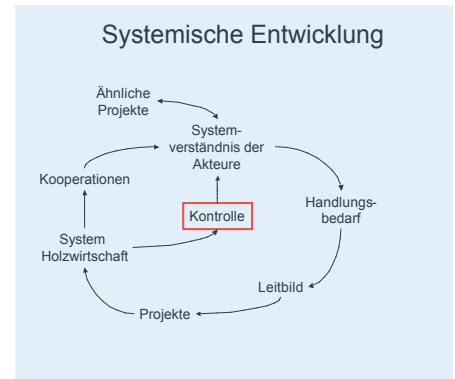 Systemische Entwicklung
Ähnliche
Projekte
System-
verständnis der
Akteure
Kooperationen
Handlungs-
bedarf
Kontrolle
System
Holzwirtschaft
Leitbild
Projekte